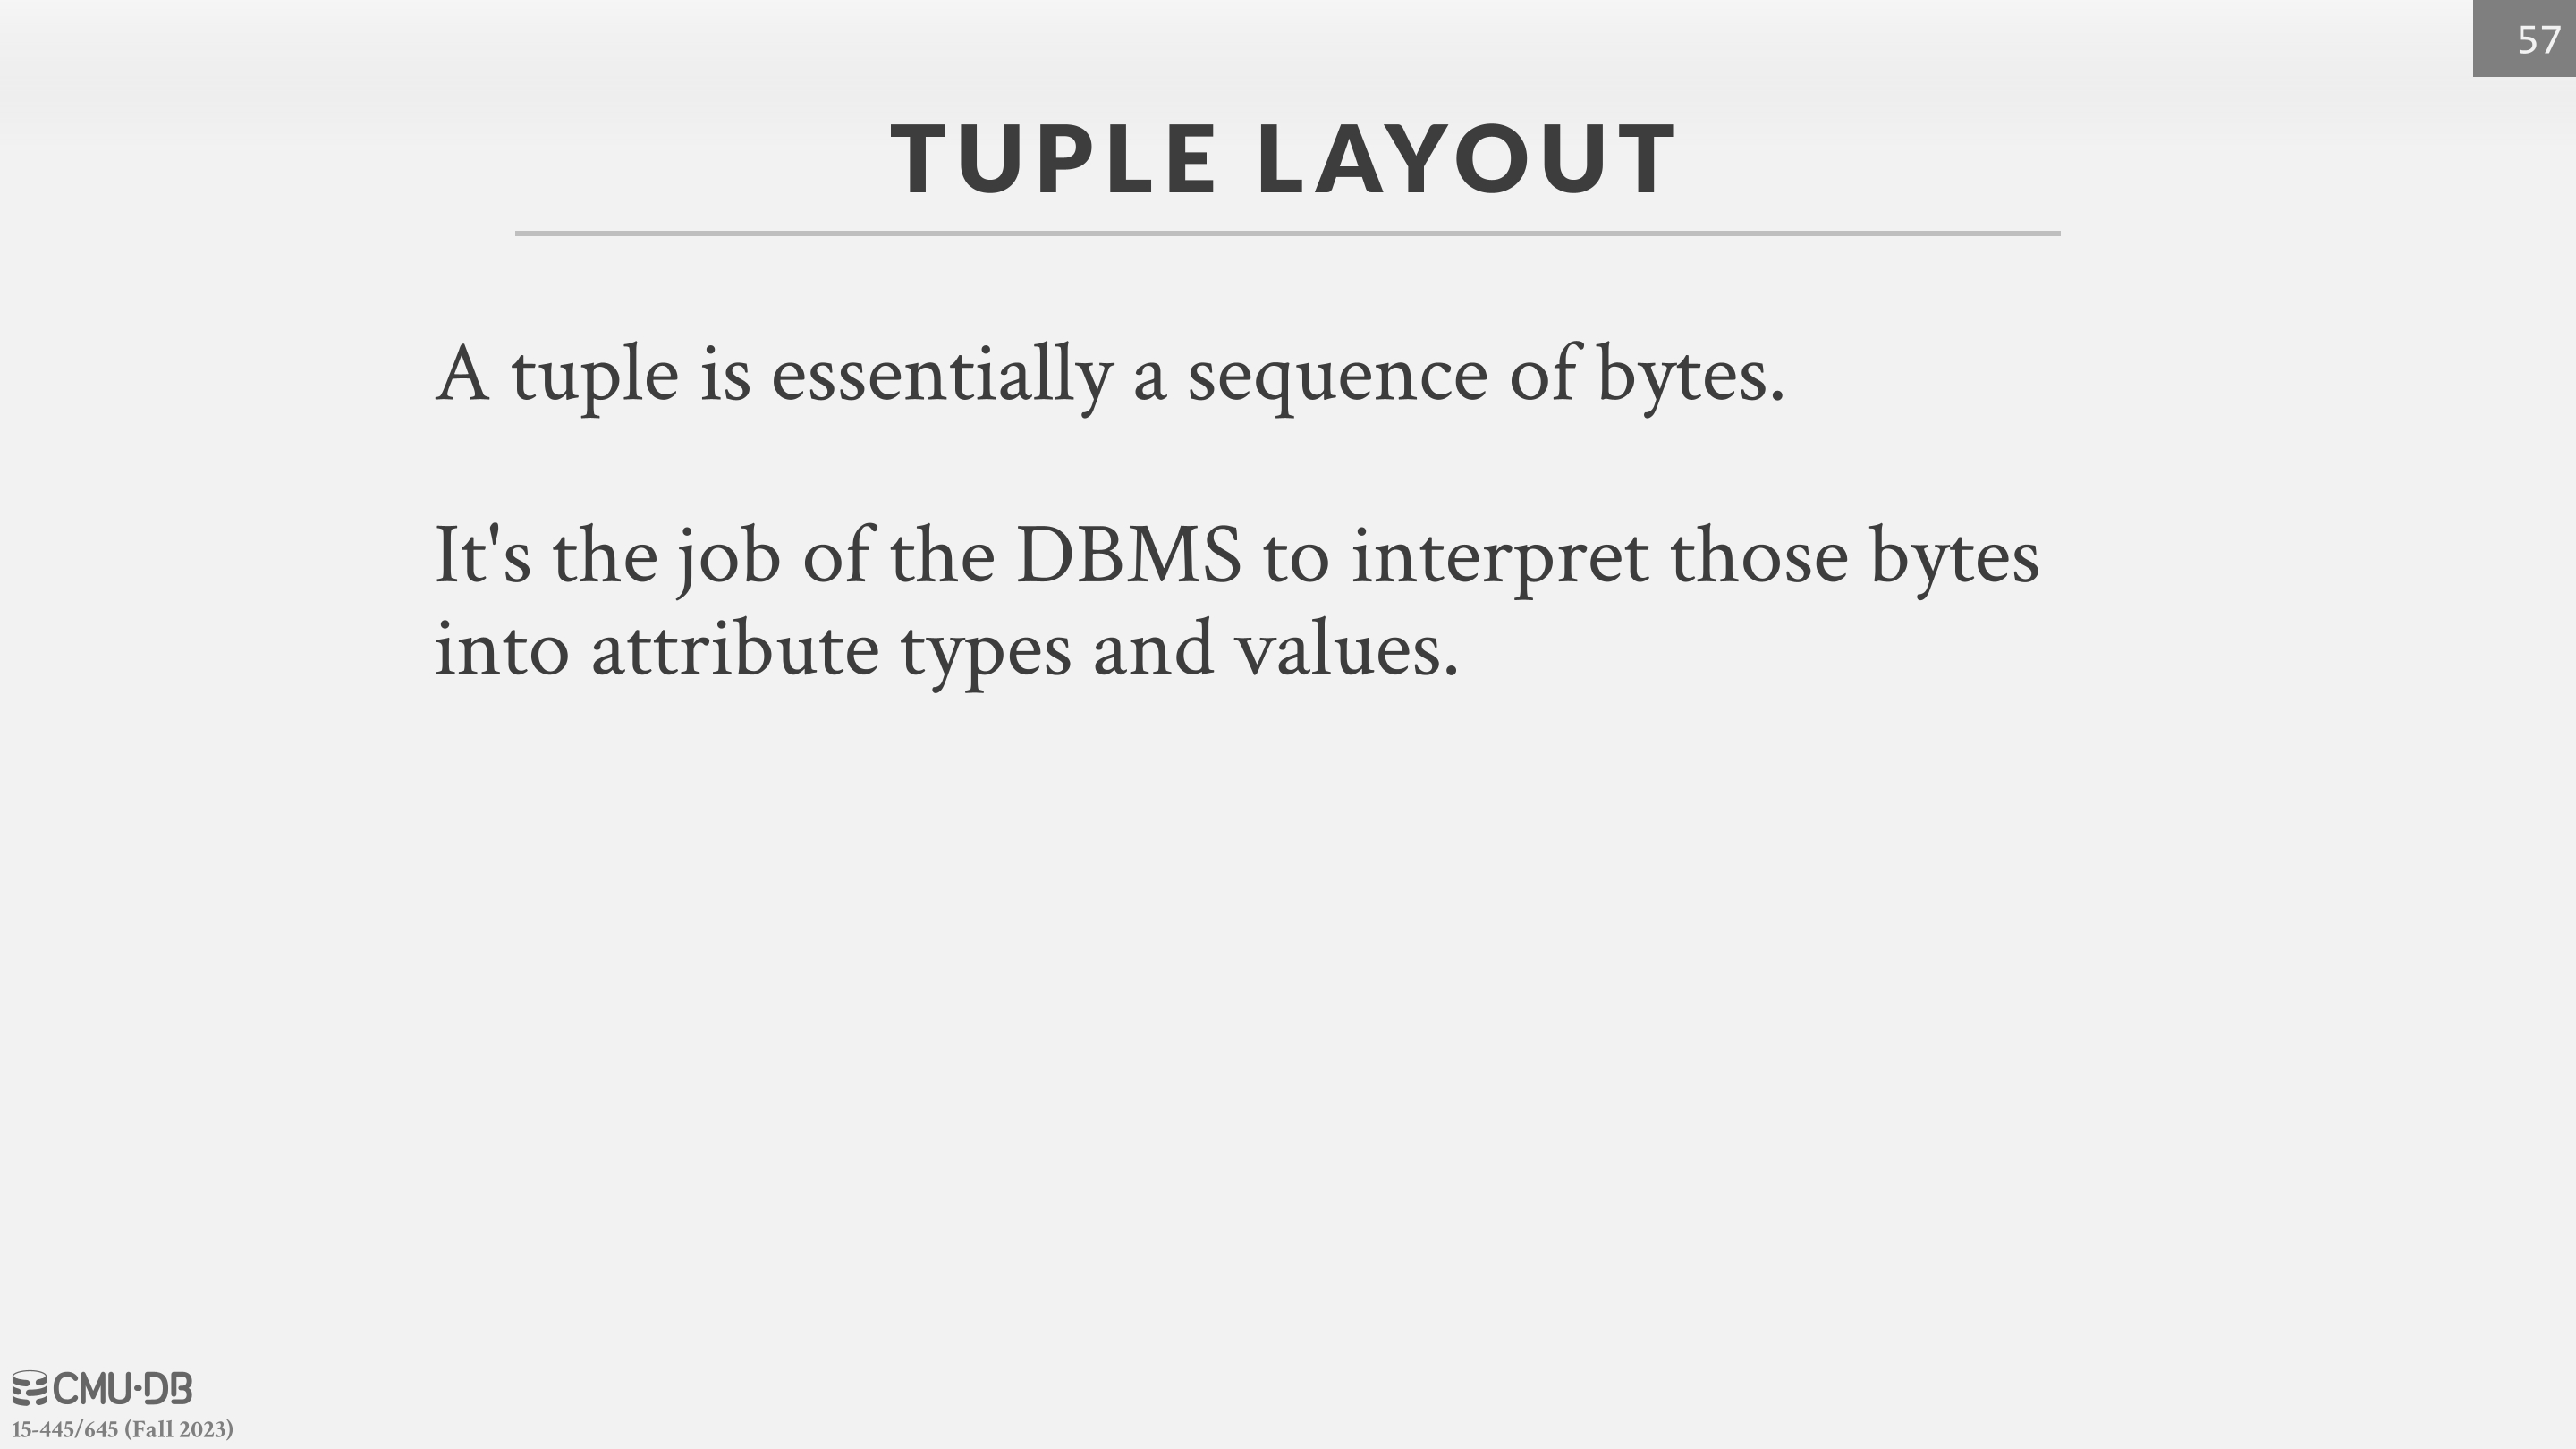 57
TUPLE LAYOUT
A tuple is essentially a sequence of bytes.
It's the job of the DBMS to interpret those bytes
into attribute types and values.
CMU·DB
15-445/645 (Fall 2023)